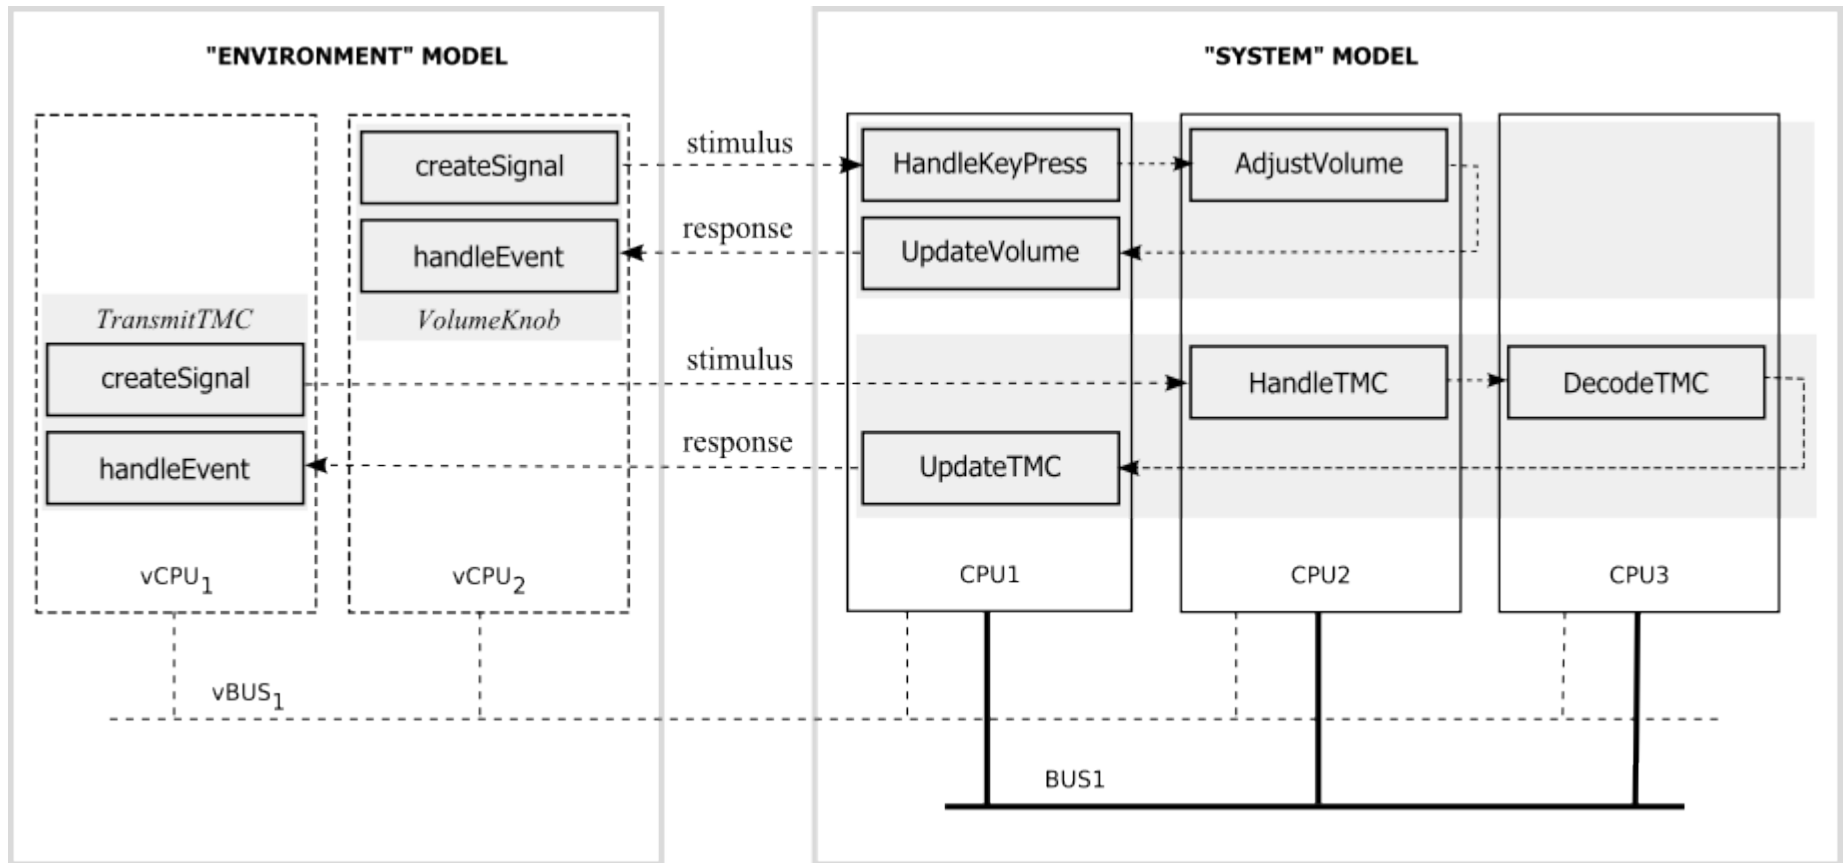 "ENVIRONMENT" MODEL
createSignal
handleEvent
VolumeKnob
TransmitTMC
createSignal
handleEvent
vCPU1
vCPU2
vBUS1
stimulus
response
stimulus
response
"SYSTEM" MODEL
HandleKeyPress
AdjustVolume
UpdateVolume
HandleTMC
DecodeTMC
UpdateTMC
CPU1
CPU2
CPU3
BUS1